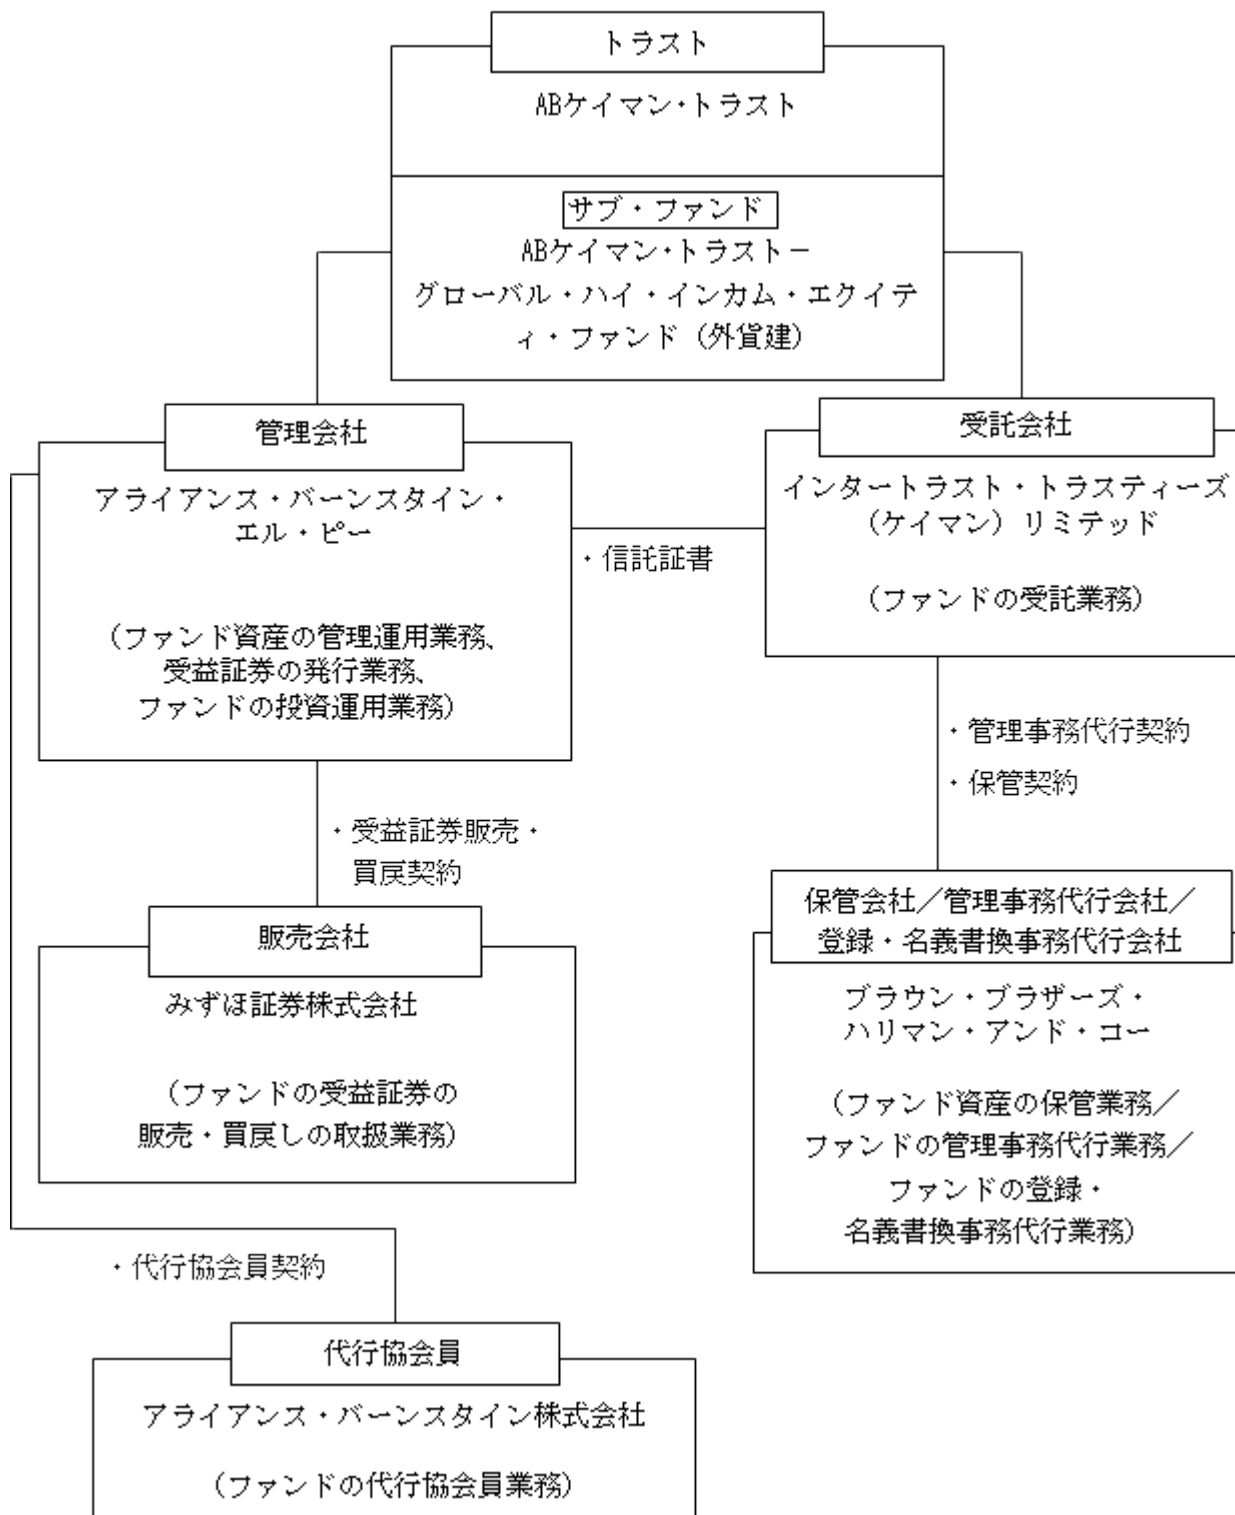 トラスト
ABケイマン・トラスト
サブ・ファンド
ABケイマン・トラスト－
グローバル・ハイ・インカム・エクイテ
ィ・ファンド（外貨建）
管理会社
アライアンス・バーンスタイン・
エル・ピー
（ファンド資産の管理運用業務、
受益証券の発行業務、
ファンドの投資運用業務）
・信託証書
受託会社
インタートラスト・トラスティーズ
（ケイマン）リミテッド
（ファンドの受託業務）
・管理事務代行契約
・保管契約
・受益証券販売・
買戻契約
販売会社
みずほ証券株式会社
（ファンドの受益証券の
販売・買戻しの取扱業務）
保管会社／管理事務代行会社／
登録・名義書換事務代行会社
ブラウン・ブラザーズ・
ハリマン・アンド・コー
（ファンド資産の保管業務／
ファンドの管理事務代行業務／
ファンドの登録・
名義書換事務代行業務）
・代行協会員契約
代行協会員
アライアンス・バーンスタイン株式会社
（ファンドの代行協会員業務）